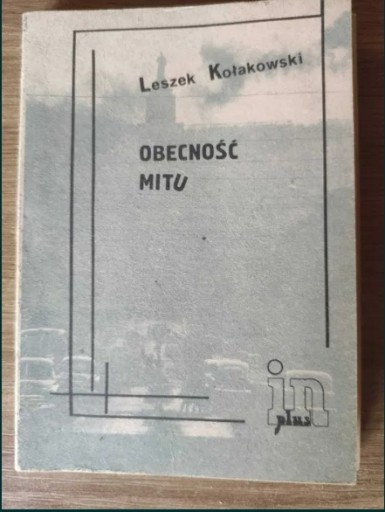 Leszek Kołakowski
OBECNOŚĆ
MITU
in
plus